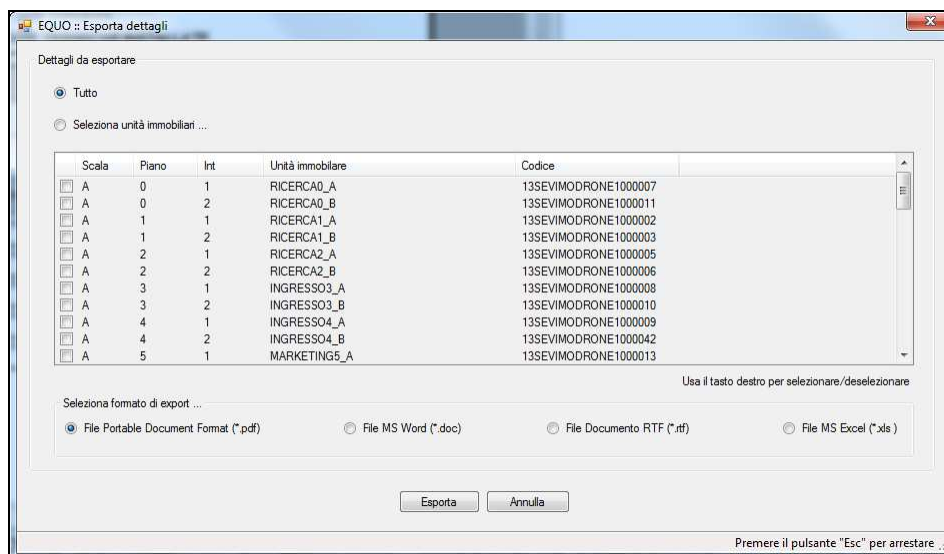 EQUO :: Esporta dettagli
Dettagli da esportare
Tutto
Seleziona unità immobiliari ...
Scala Piano Int Unità immobilare Codice
A 0 1 RICERCA0_A 13SEVIMODRONE1000007
A 0 2 RICERCA0_B 13SEVIMODRONE1000011
A 1 1 RICERCA1_A 13SEVIMODRONE1000002
A 1 2 RICERCA1_B 13SEVIMODRONE1000003
A 2 1 RICERCA2_A 13SEVIMODRONE1000005
A 2 2 RICERCA2_B 13SEVIMODRONE1000006
A 3 1 INGRESSO3_A 13SEVIMODRONE1000008
A 3 2 INGRESSO3_B 13SEVIMODRONE1000010
A 4 1 INGRESSO4_A 13SEVIMODRONE1000009
A 4 2 INGRESSO4_B 13SEVIMODRONE1000042
A 5 1 MARKETING5_A 13SEVIMODRONE1000013
Usa il tasto destro per selezionare/deselezionare
Seleziona formato di export ...
File Portable Document Format (*.pdf) File MS Word (*.doc) File Documento RTF (*.rtf) File MS Excel (*.xls )
Esporta Annulla
Premere il pulsante "Esc" per arrestare